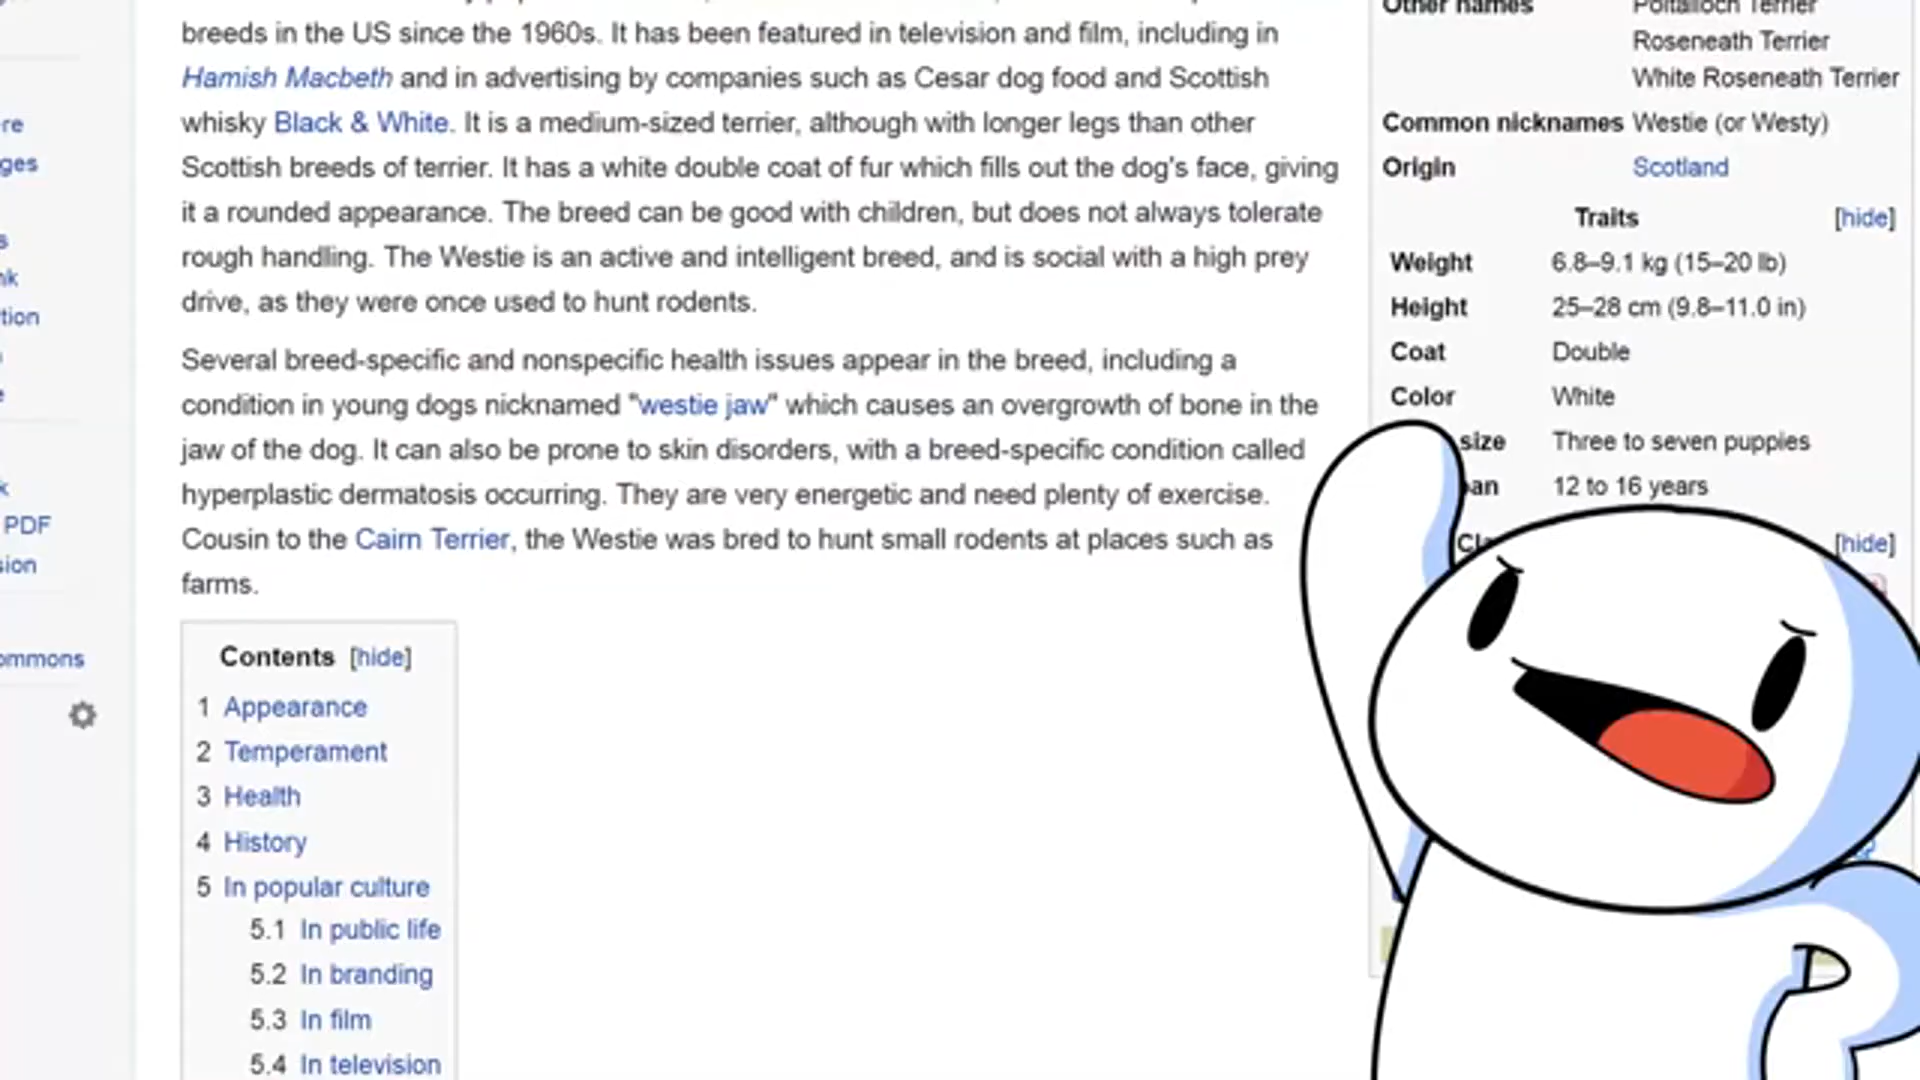 breeds in the US since the 1960s. It has been featured in television and film, including in
Hamish Macbeth and in advertising by companies such as Cesar dog food and Scottish
whisky Black & White. It is a medium-sized terrier, although with longer legs than other
Scottish breeds of terrier. It has a white double coat of fur which fills out the dog's face, giving
it a rounded appearance. The breed can be good with children, but does not always tolerate
rough handling. The Westie is an active and intelligent breed, and is social with a high prey
drive, as they were once used to hunt rodents.
Several breed-specific and nonspecific health issues appear in the breed, including a
condition in young dogs nicknamed "westie jaw" which causes an overgrowth of bone in the
jaw of the dog. It can also be prone to skin disorders, with a breed-specific condition called
hyperplastic dermatosis occurring. They are very energetic and need plenty of exercise.
Cousin to the Cairn Terrier, the Westie was bred to hunt small rodents at places such as
farms.
Contents [hide]
1 Appearance
2 Temperament
3 Health
4 History
5 In popular culture
5.1 In public life
5.2 In branding
5.3 In film
5.4 In television
Other names Poltalloch Terrier
Roseneath Terrier
White Roseneath Terrier
Common nicknames Westie (or Westy)
Origin Scotland
Traits [hide]
Weight 6.8–9.1 kg (15–20 lb)
Height 25–28 cm (9.8–11.0 in)
Coat Double
Color White
size Three to seven puppies
an 12 to 16 years
[hide]
re
ges
s
nk
tion
e
k
PDF
sion
ommons